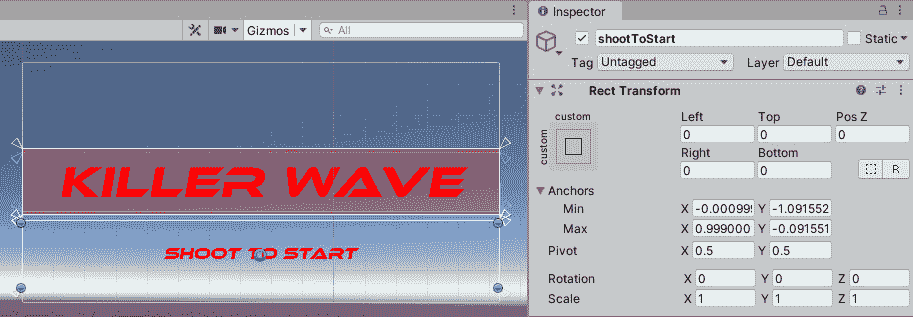 Inspector
Gizmos
All
shootToStart
Static
Tag Untagged
Layer Default
Rect Transform
custom
custom
Left Top Pos Z
0 0 0
Right Bottom
0 0
R
Anchors
Min X -0.00099 Y -1.091552
Max X 0.999000 Y -0.091551
Pivot X 0.5 Y 0.5
Rotation X 0 Y 0 Z 0
Scale X 1 Y 1 Z 1
KILLER WAVE
SHOOT TO START